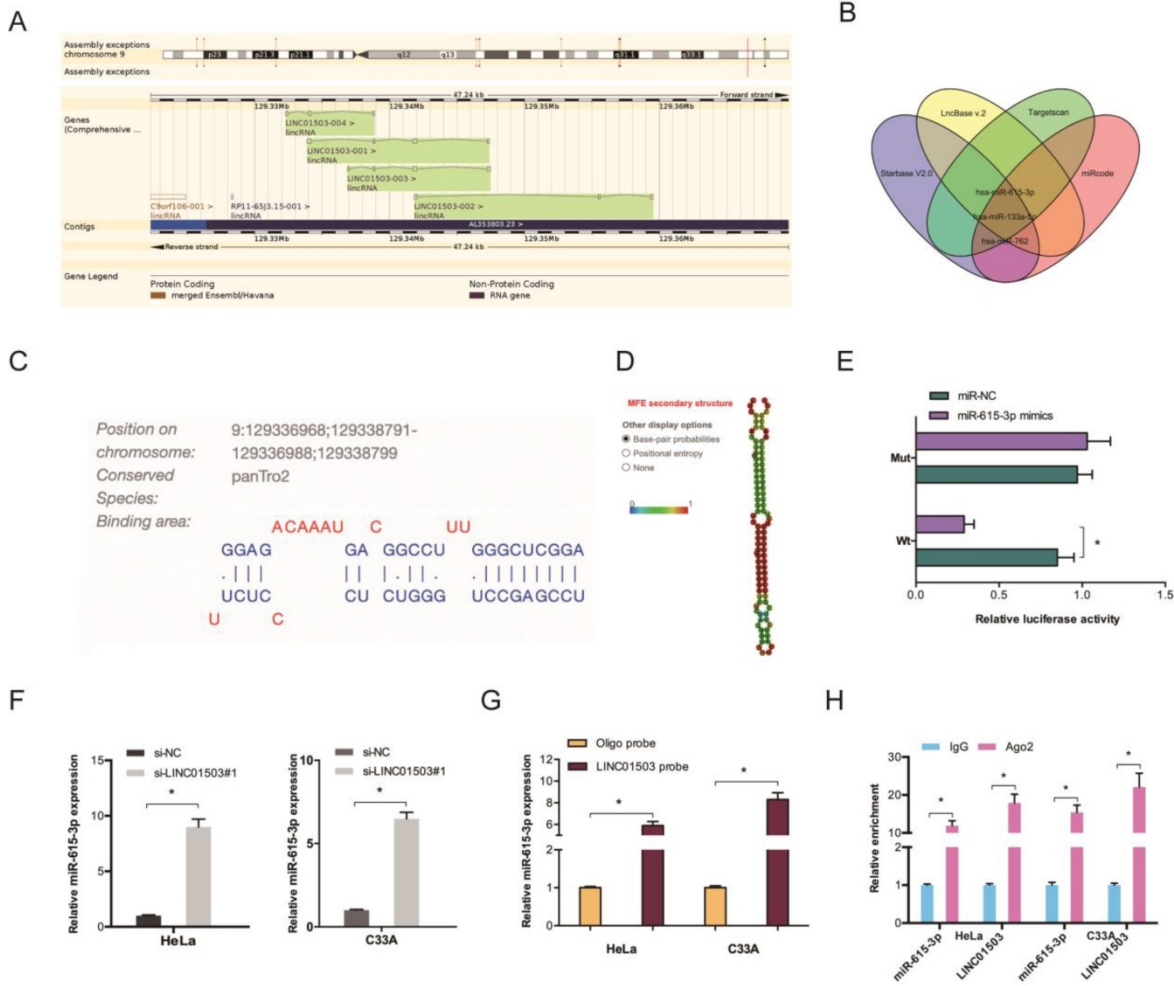 A
Assembly exceptions
chromosome 9
p23 p21.3 p21.1 q12 q13 q31.1 q33.1
Assembly exceptions
47.24 kb Forward strand
129.33Mb 129.34Mb 129.35Mb 129.36Mb
Genes
(Comprehensive ...
LINC01503-004 >
lincRNA
LINC01503-001 >
lincRNA
LINC01503-003 >
lincRNA
C9orf106-001 > RP11-65J3.15-001 > LINC01503-002 >
lincRNA lincRNA lincRNA
Contigs AL353803.23 >
129.33Mb 129.34Mb 129.35Mb 129.36Mb
Reverse strand 47.24 kb
Gene Legend
Protein Coding Non-Protein Coding
merged Ensembl/Havana RNA gene
B
LncBase v.2 Targetscan
Starbase V2.0 miRcode
hsa-miR-615-3p
hsa-miR-133a-5p
hsa-miR-762
C
Position on 9:129336968;129338791-
chromosome: 129336988;129338799
Conserved panTro2
Species:
Binding area:
ACAAAU C UU
GGAG GA GGCCU GGGCUCGGA
UCUC CU CUGGG UCCGAGCCU
U C
D
MFE secondary structure
Other display options
Base-pair probabilities
Positional entropy
None
0 1
E
miR-NC
miR-615-3p mimics
Mut
Wt
*
0.0 0.5 1.0 1.5
Relative luciferase activity
F
si-NC
si-LINC01503#1
Relative miR-615-3p expression
15
10
5
0
*
HeLa
si-NC
si-LINC01503#1
Relative miR-615-3p expression
10
5
0
*
C33A
G
Oligo probe
LINC01503 probe
Relative miR-615-3p expression
12
10
8
6
2
1
0
*
*
HeLa C33A
H
IgG Ago2
Relative enrichment
30
20
10
2
1
0
* * * *
HeLa C33A
miR-615-3p LINC01503 miR-615-3p LINC01503